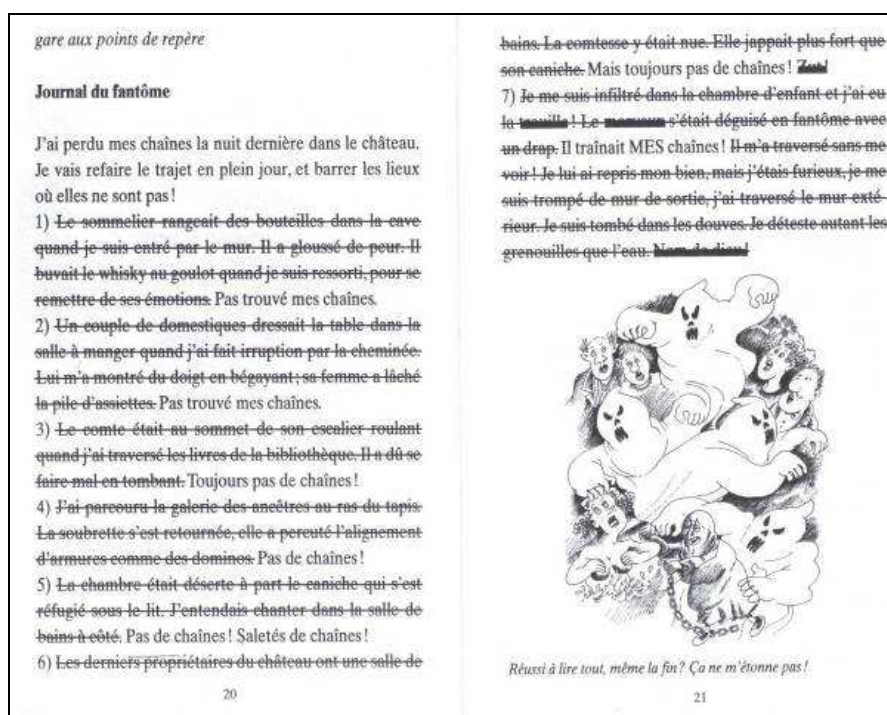 gare aux points de repère
Journal du fantôme
J'ai perdu mes chaînes la nuit dernière dans le château.
Je vais refaire le trajet en plein jour, et barrer les lieux
où elles ne sont pas !
1) Le sommelier rangeait des bouteilles dans la cave
quand je suis entré par le mur. Il a gloussé de peur. Il
buvait le whisky au goulot quand je suis ressorti, pour se
remettre de ses émotions. Pas trouvé mes chaînes.
2) Un couple de domestiques dressait la table dans la
salle à manger quand j'ai fait irruption par la cheminée.
Lui m'a montré du doigt en bégayant ; sa femme a lâché
la pile d'assiettes. Pas trouvé mes chaînes.
3) Le comte était au sommet de son escalier roulant
quand j'ai traversé les livres de la bibliothèque. Il a dû se
faire mal en tombant. Toujours pas de chaînes !
4) J'ai parcouru la galerie des ancêtres au ras du tapis.
La soubrette s'est retournée, elle a percuté l'alignement
d'armures comme des dominos. Pas de chaînes !
5) La chambre était déserte à part le caniche qui s'est
réfugié sous le lit. J'entendais chanter dans la salle de
bains à côté. Pas de chaînes ! Saletés de chaînes !
6) Les derniers propriétaires du château ont une salle de
20
bains. La comtesse y était nue. Elle jappait plus fort que
son caniche. Mais toujours pas de chaînes ! Zut !
7) Je me suis infiltré dans la chambre d'enfant et j'ai eu
la trouille ! Le morveux s'était déguisé en fantôme avec
un drap. Il traînait MES chaînes ! Il m'a traversé sans me
voir ! Je lui ai repris mon bien, mais j'étais furieux, je me
suis trompé de mur de sortie, j'ai traversé le mur exté-
rieur. Je suis tombé dans les douves. Je déteste autant les
grenouilles que l'eau. Nom de dieu !
Réussi à lire tout, même la fin ? Ça ne m'étonne pas !
21